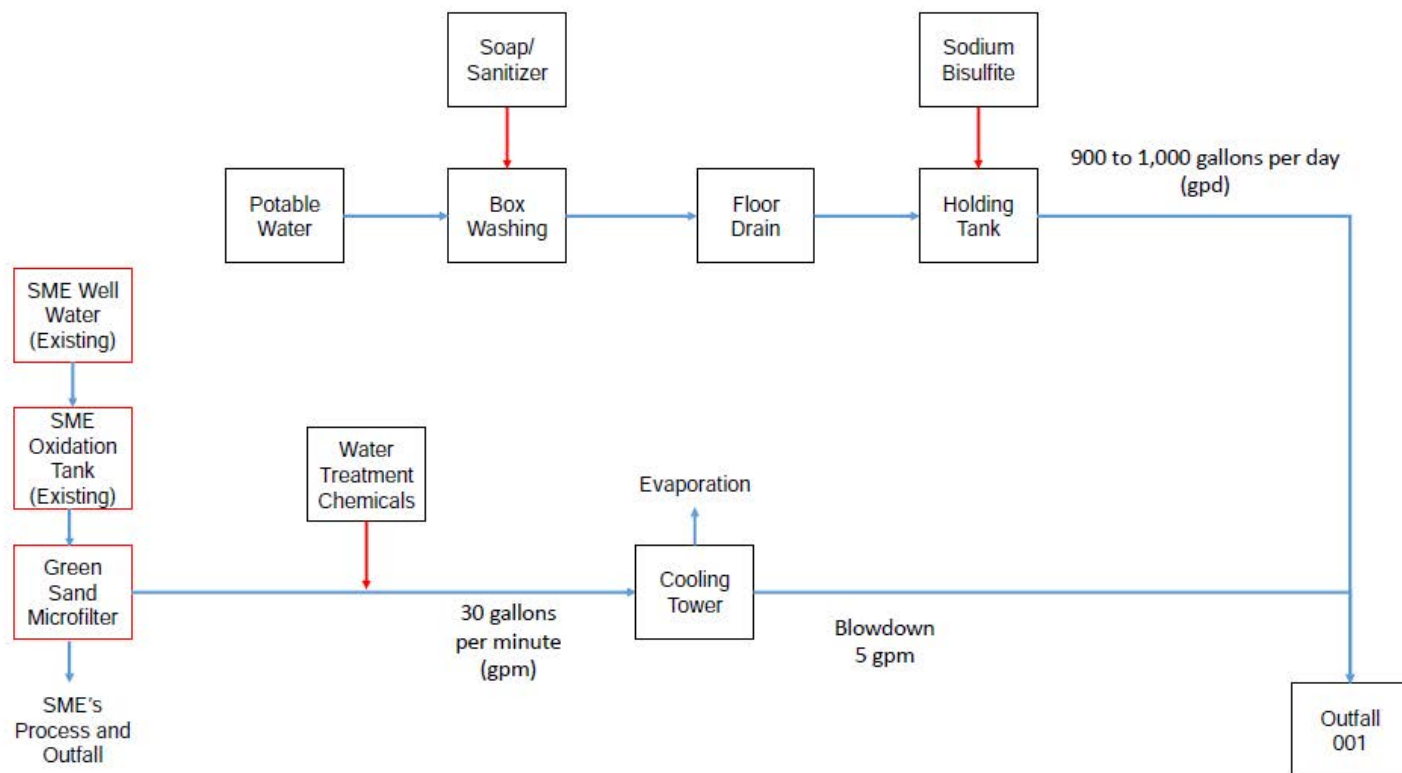 Soap/
Sanitizer
Sodium
Bisulfite
900 to 1,000 gallons per day
(gpd)
Potable
Water
Box
Washing
Floor
Drain
Holding
Tank
SME Well
Water
(Existing)
SME
Oxidation
Tank
(Existing)
Water
Treatment
Chemicals
Evaporation
Green
Sand
Microfilter
30 gallons
per minute
(gpm)
Cooling
Tower
Blowdown
5 gpm
SME's
Process and
Outfall
Outfall
001